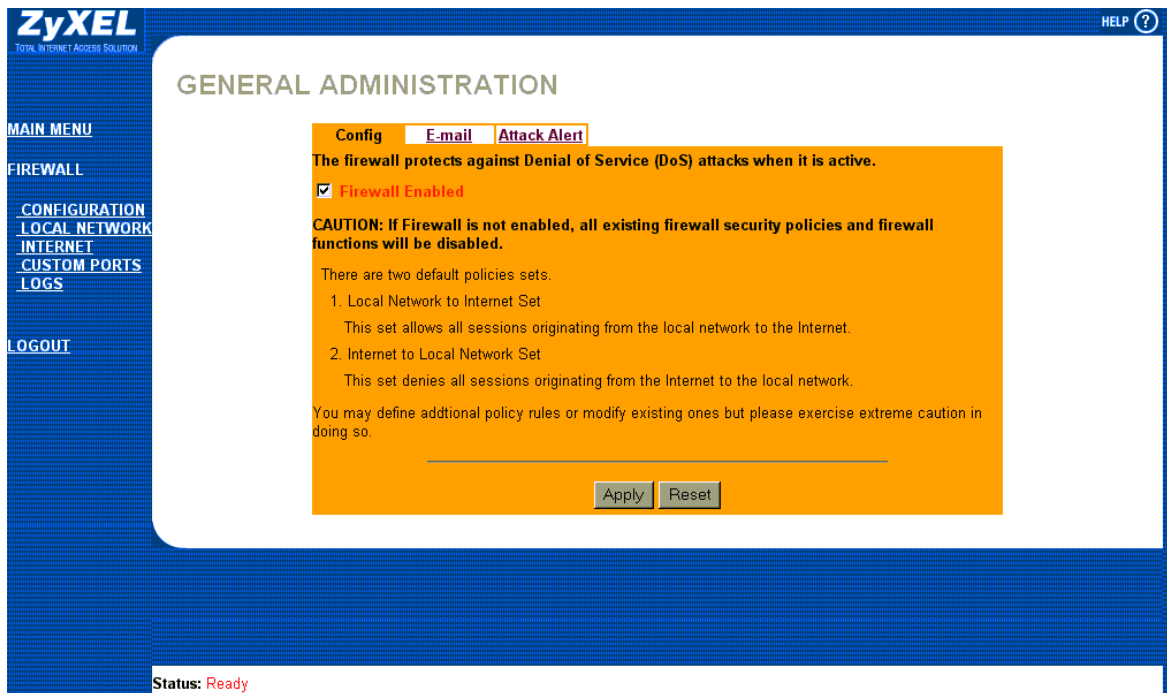 ZyXEL
TOTAL INTERNET ACCESS SOLUTION
HELP ?
GENERAL ADMINISTRATION
MAIN MENU
FIREWALL
CONFIGURATION
LOCAL NETWORK
INTERNET
CUSTOM PORTS
LOGS
LOGOUT
Config E-mail Attack Alert
The firewall protects against Denial of Service (DoS) attacks when it is active.
Firewall Enabled
CAUTION: If Firewall is not enabled, all existing firewall security policies and firewall
functions will be disabled.
There are two default policies sets.
1. Local Network to Internet Set
This set allows all sessions originating from the local network to the Internet.
2. Internet to Local Network Set
This set denies all sessions originating from the Internet to the local network.
You may define addtional policy rules or modify existing ones but please exercise extreme caution in
doing so.
Apply Reset
Status: Ready